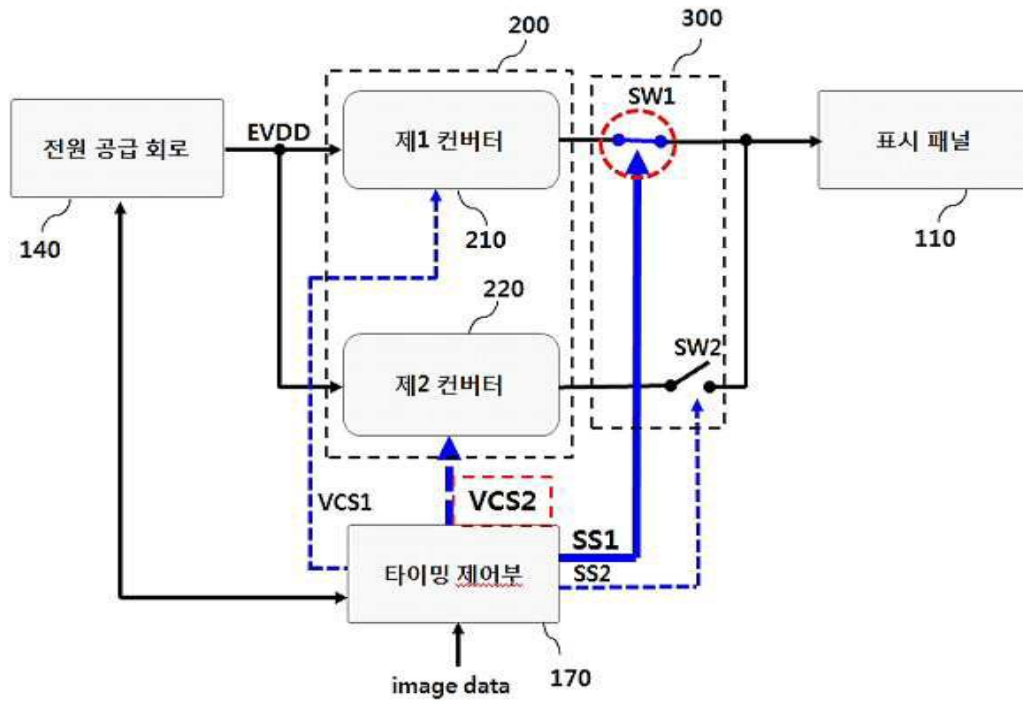 200
300
SW1
전원 공급 회로
EVDD
제1 컨버터
표시 패널
140
210
110
220
SW2
제2 컨버터
VCS1
VCS2
SS1
타이밍 제어부
SS2
170
image data